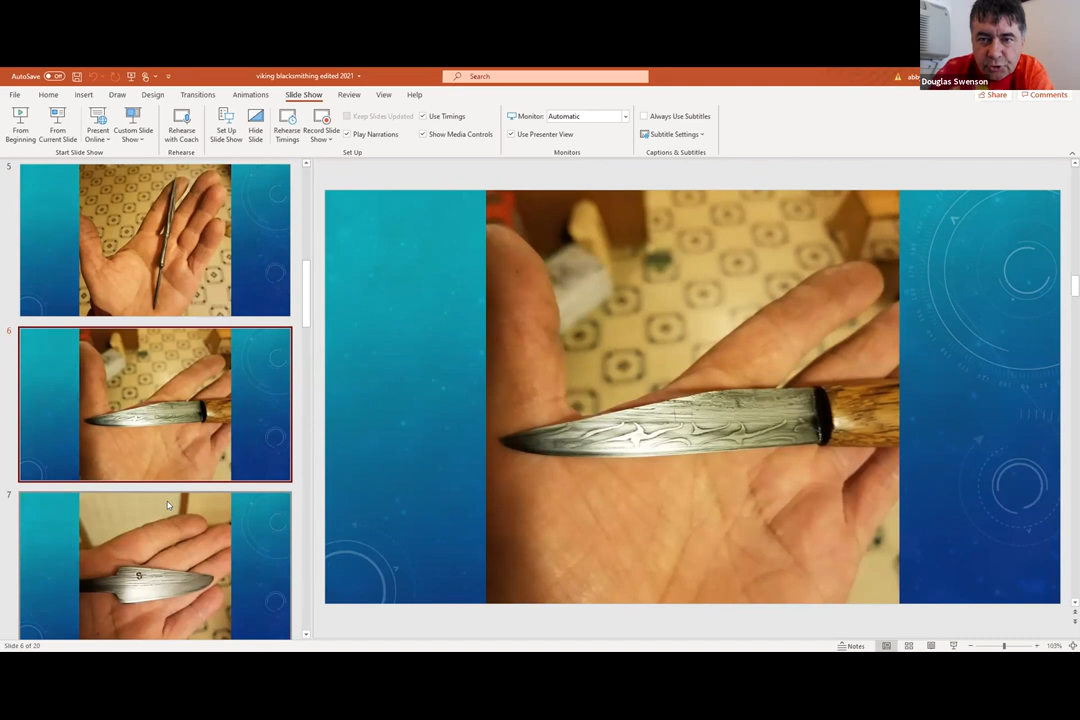 Douglas Swenson
AutoSave Off
viking blacksmithing edited 2021
Search
File Home Insert Draw Design Transitions Animations Slide Show Review View Help
Share Comments
From Beginning
From Current Slide
Present Online
Custom Slide Show
Start Slide Show
Rehearse with Coach
Rehearse
Set Up Slide Show
Hide Slide
Rehearse Timings
Record Slide Show
Keep Slides Updated
Play Narrations
Use Timings
Show Media Controls
Set Up
Monitor: Automatic
Use Presenter View
Monitors
Always Use Subtitles
Subtitle Settings
Captions & Subtitles
5
6
7
S
Slide 6 of 20
Notes
103%